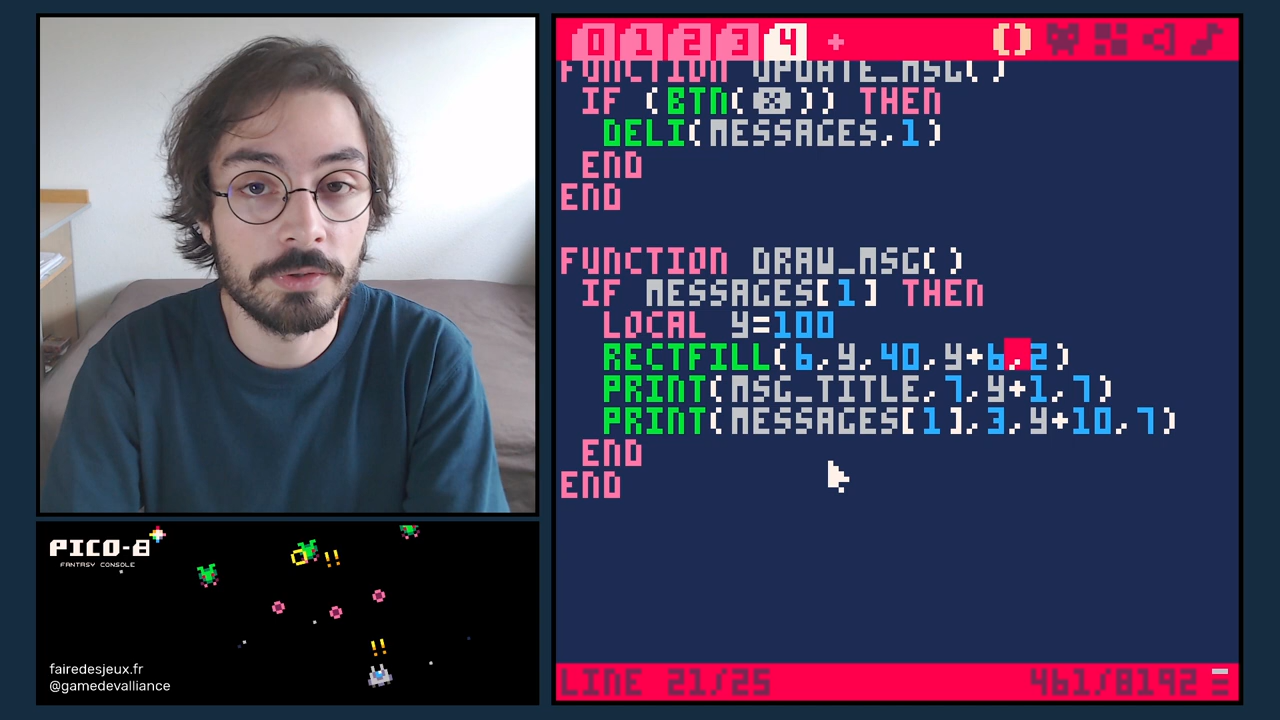 0 1 2 3 4 + ()
FUNCTION UPDATE_MSG()
IF (BTN(❎)) THEN
DELI(MESSAGES,1)
END
END
FUNCTION DRAW_MSG()
IF MESSAGES[1] THEN
LOCAL Y=100
RECTFILL(6,Y,40,Y+6,2)
PRINT(MSG_TITLE,7,Y+1,7)
PRINT(MESSAGES[1],3,Y+10,7)
END
END
LINE 21/25
461/8192
PICO-8
FANTASY CONSOLE
!!
!!
fairedesjeux.fr
@gamedevalliance